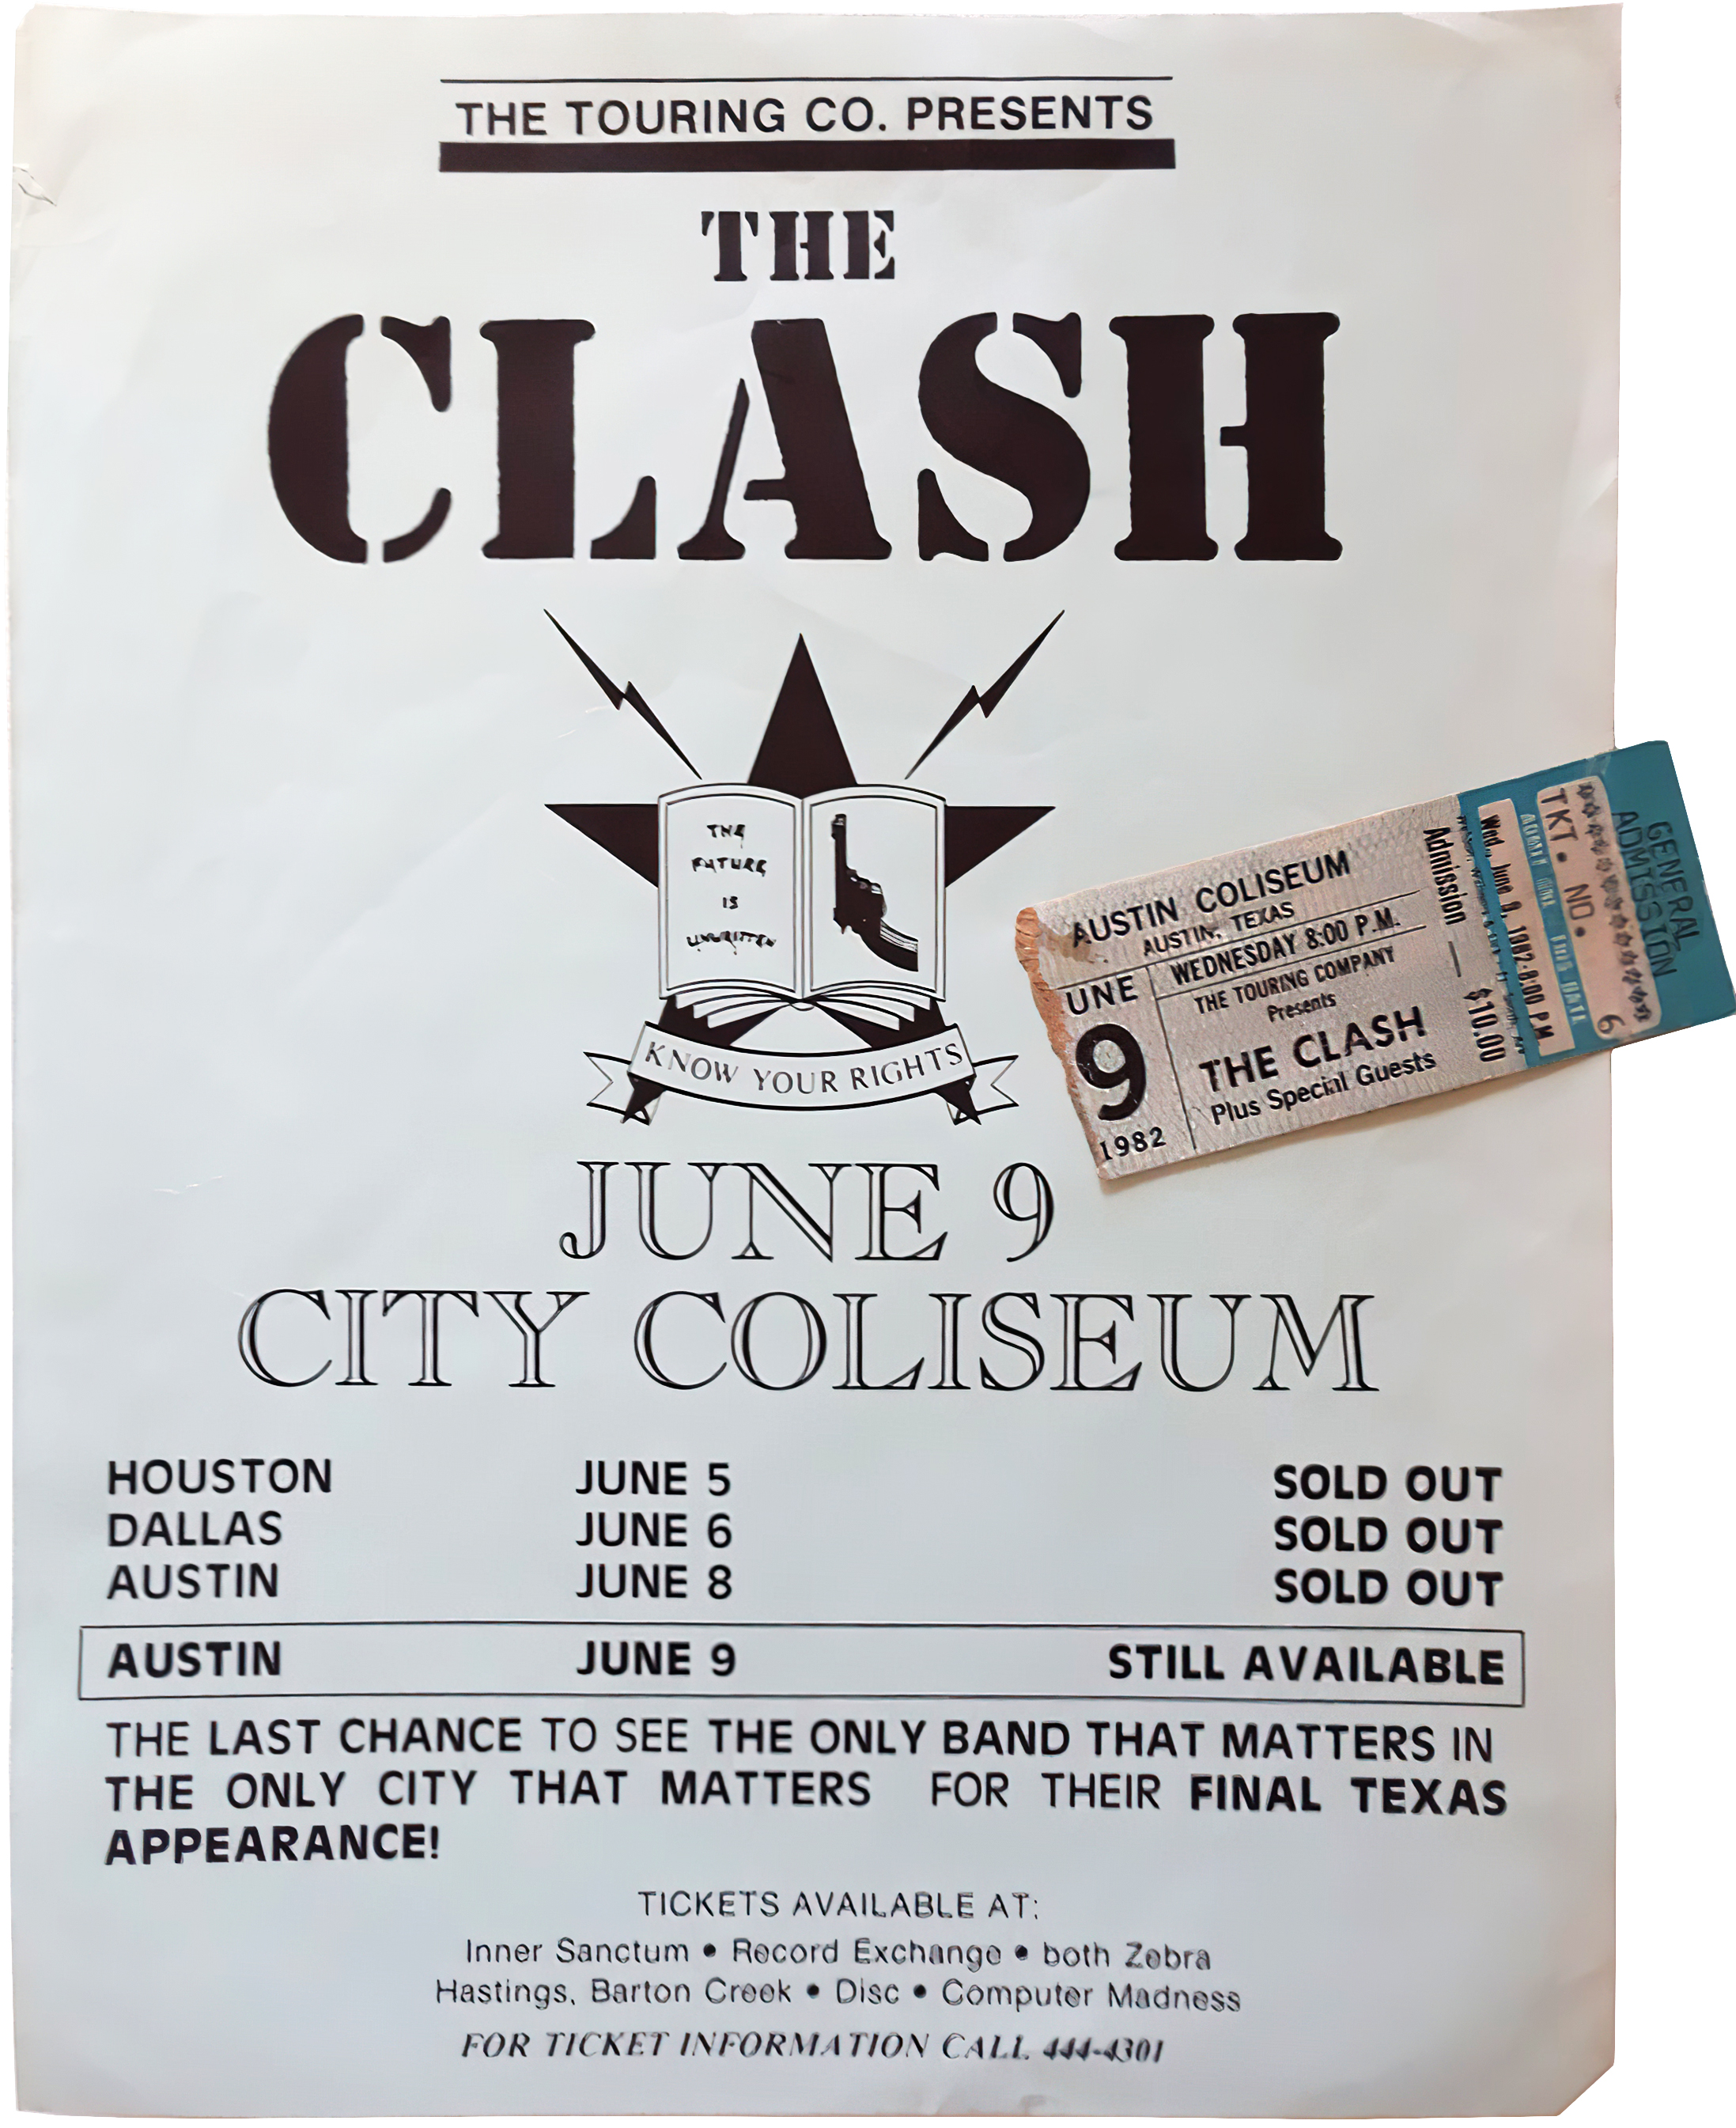 THE TOURING CO. PRESENTS
THE
CLASH
THE
FUTURE
IS
UNWRITTEN
KNOW YOUR RIGHTS
AUSTIN COLISEUM
AUSTIN, TEXAS
WEDNESDAY 8:00 P.M.
THE TOURING COMPANY
Presents
THE CLASH
Plus Special Guests
UNE
9
1982
Admission — $10.00
Wed., June 9, 1982-8:00 P.M.
ADMIT ONE THIS DATE
TKT. NO. 6
GENERAL
ADMISSION
JUNE 9
CITY COLISEUM
HOUSTON JUNE 5 SOLD OUT
DALLAS JUNE 6 SOLD OUT
AUSTIN JUNE 8 SOLD OUT
AUSTIN JUNE 9 STILL AVAILABLE
THE LAST CHANCE TO SEE THE ONLY BAND THAT MATTERS IN
THE ONLY CITY THAT MATTERS FOR THEIR FINAL TEXAS
APPEARANCE!
TICKETS AVAILABLE AT:
Inner Sanctum • Record Exchange • both Zebra
Hastings, Barton Creek • Disc • Computer Madness
FOR TICKET INFORMATION CALL 444-4301